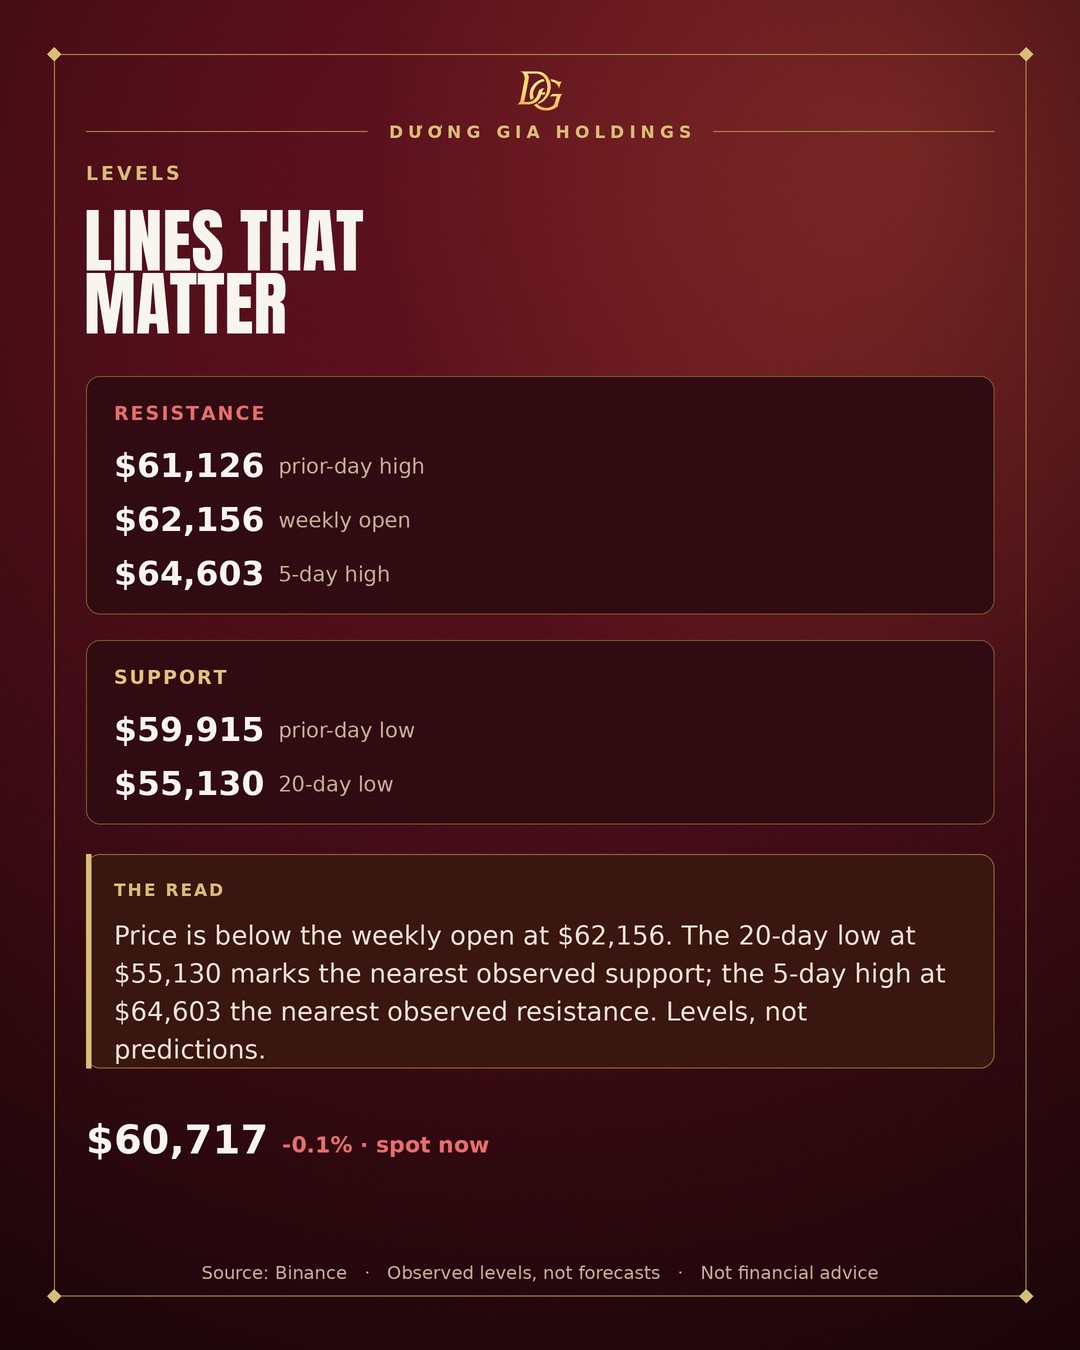 DG
DƯƠNG GIA HOLDINGS
LEVELS
LINES THAT
MATTER
RESISTANCE
$61,126 prior-day high
$62,156 weekly open
$64,603 5-day high
SUPPORT
$59,915 prior-day low
$55,130 20-day low
THE READ
Price is below the weekly open at $62,156. The 20-day low at
$55,130 marks the nearest observed support; the 5-day high at
$64,603 the nearest observed resistance. Levels, not
predictions.
$60,717 -0.1% · spot now
Source: Binance · Observed levels, not forecasts · Not financial advice